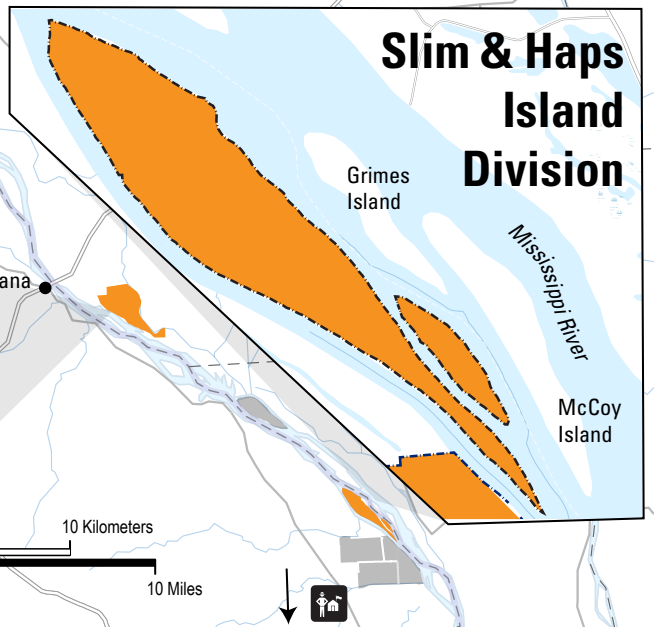 Slim & Haps
Island
Division
Grimes
Island
Mississippi River
ana
McCoy
Island
10 Kilometers
10 Miles